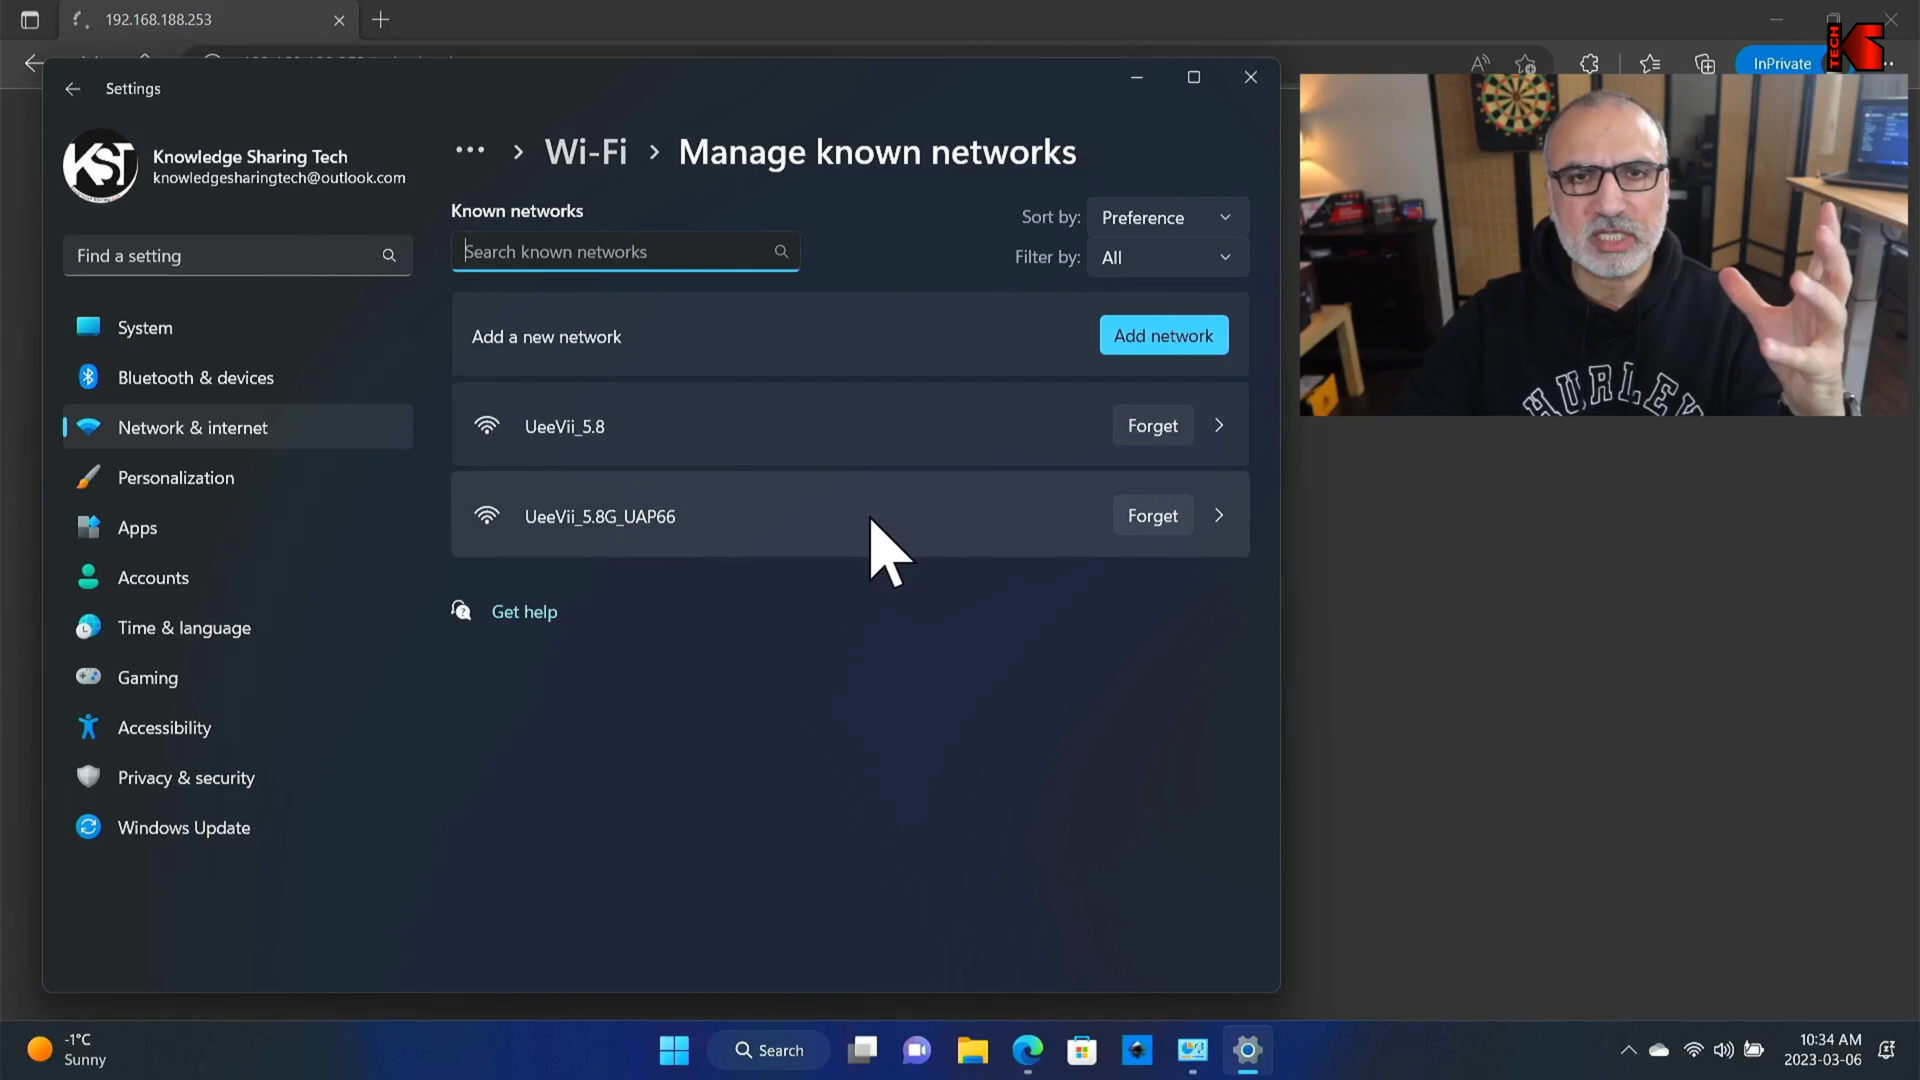 192.168.188.253
InPrivate
TECH
Settings
Knowledge Sharing Tech
knowledgesharingtech@outlook.com
KST
Find a setting
System
Bluetooth & devices
Network & internet
Personalization
Apps
Accounts
Time & language
Gaming
Accessibility
Privacy & security
Windows Update
Wi-Fi > Manage known networks
Known networks
Search known networks
Sort by: Preference
Filter by: All
Add a new network
Add network
UeeVii_5.8
Forget
UeeVii_5.8G_UAP66
Forget
Get help
HURLEY
-1°C
Sunny
Search
10:34 AM
2023-03-06